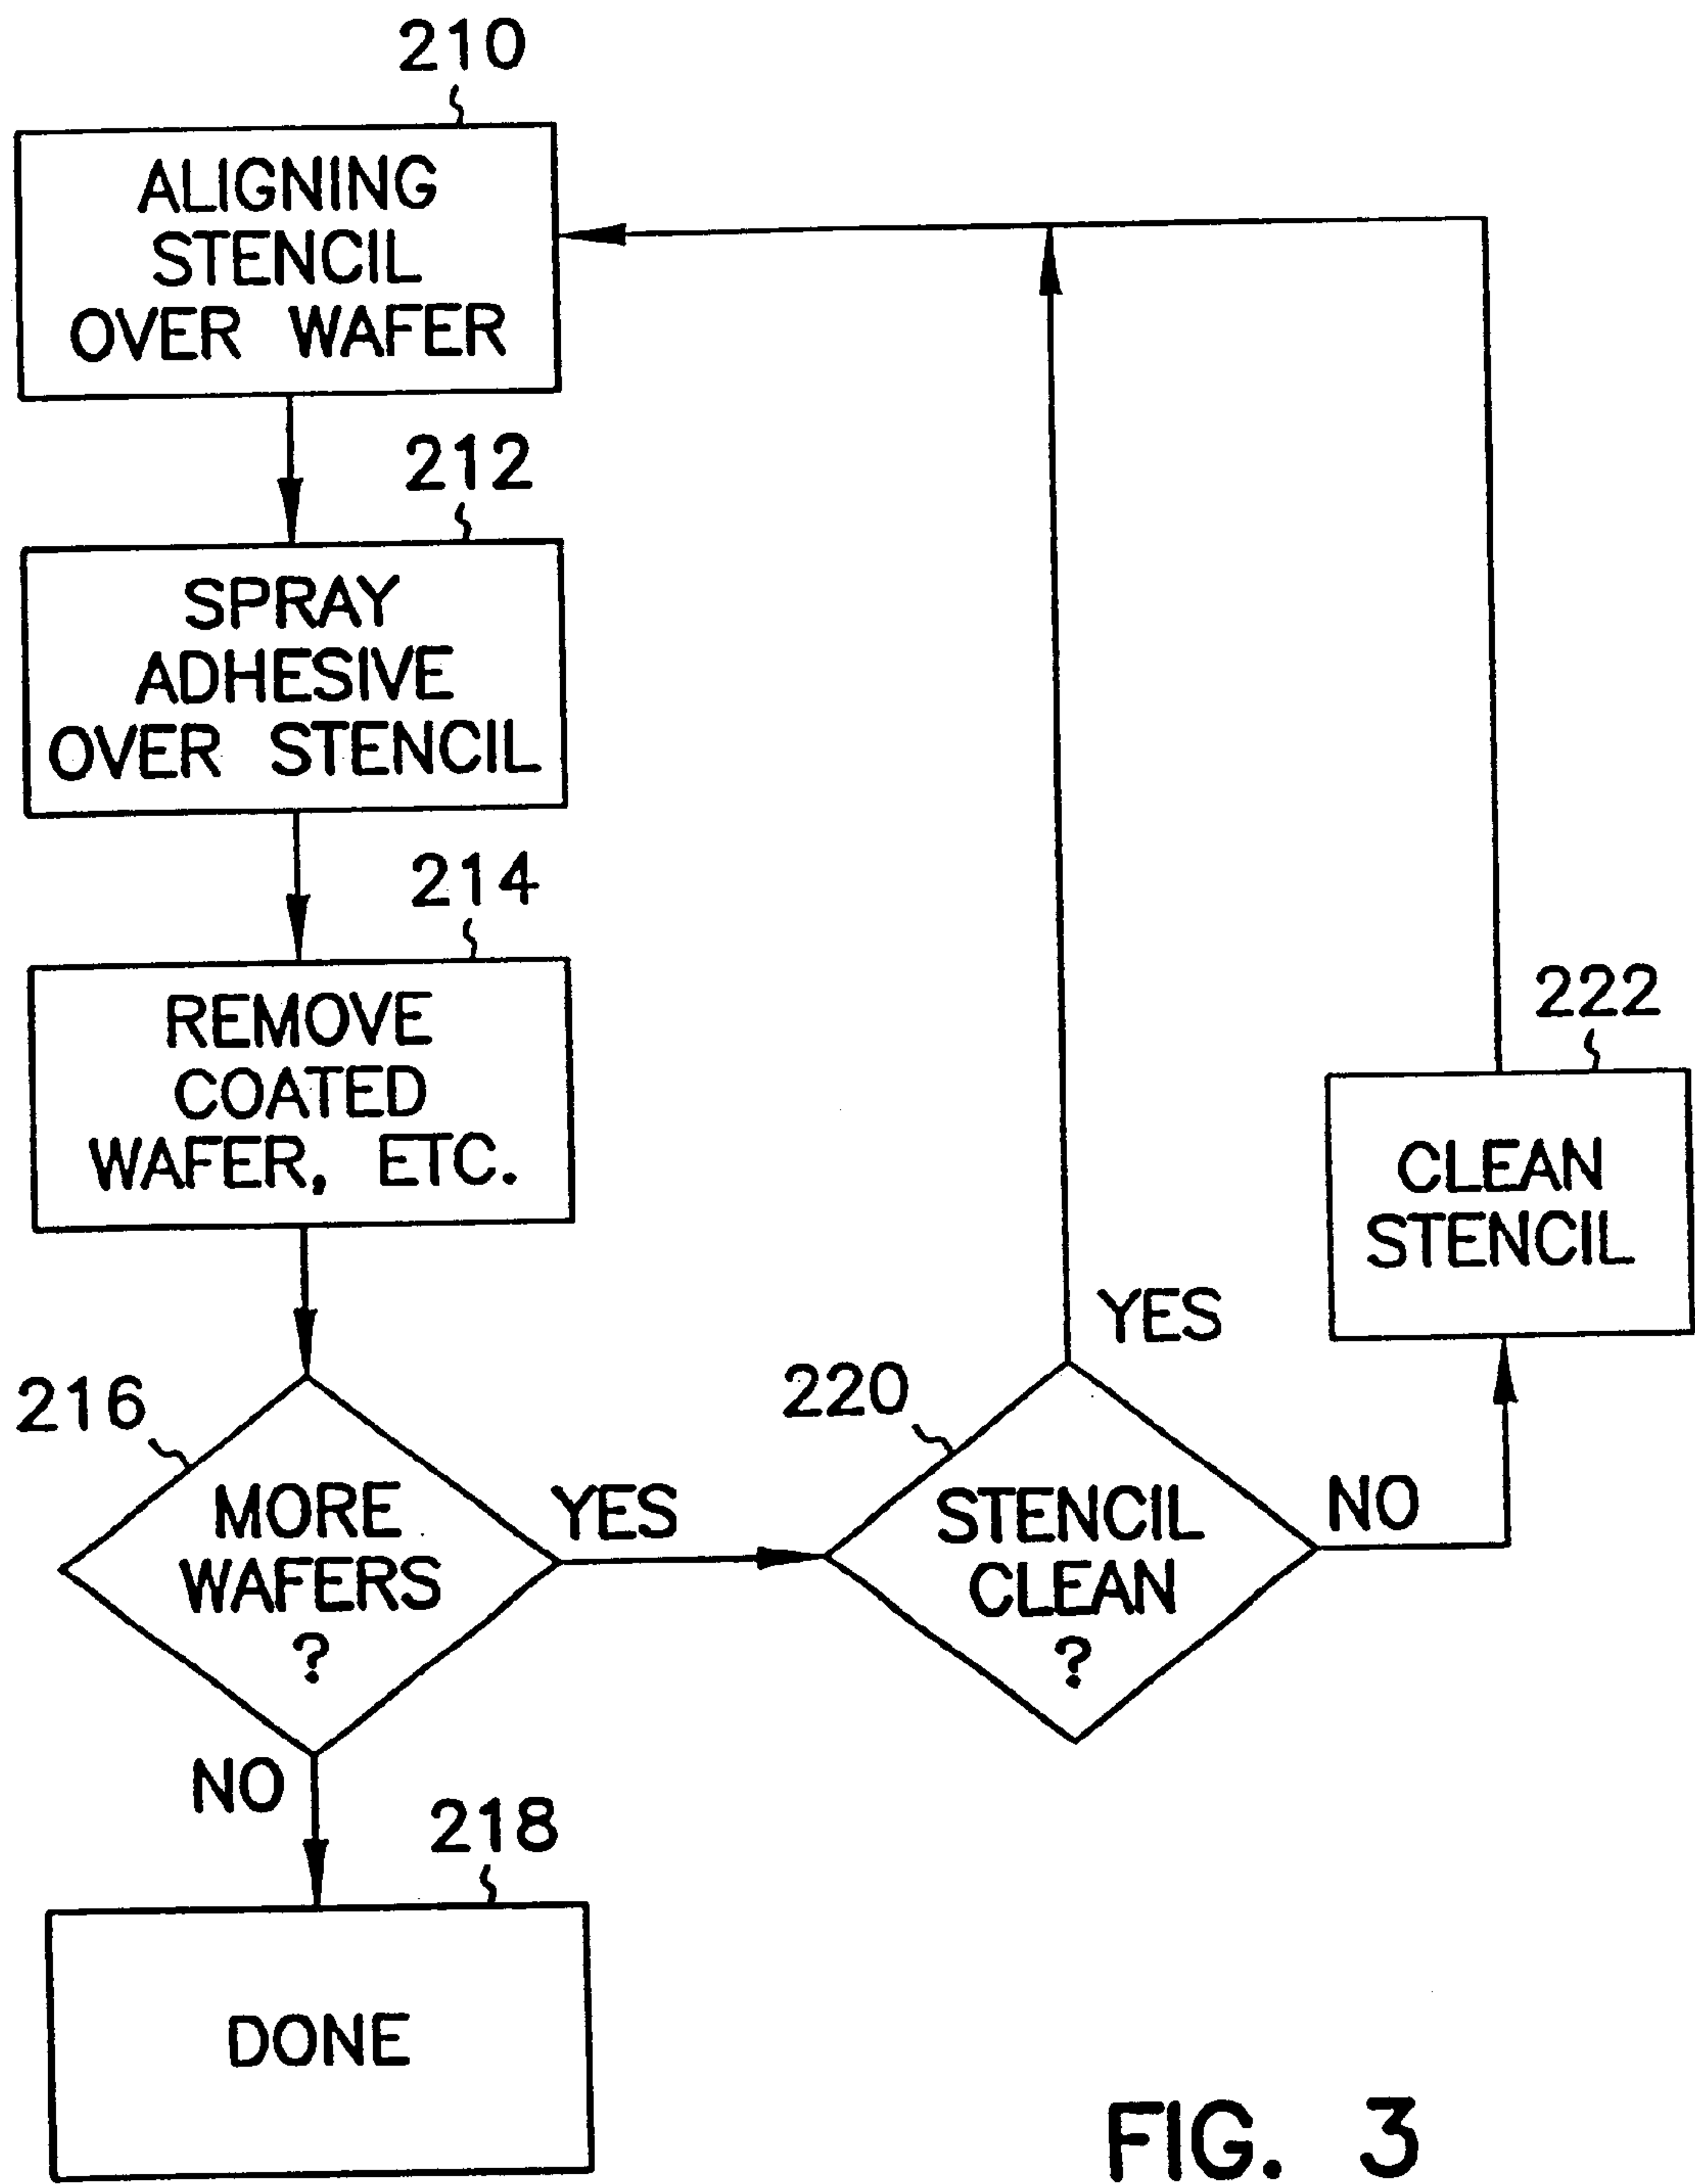 210
ALIGNING
STENCIL
OVER WAFER
212
SPRAY
ADHESIVE
OVER STENCIL
214
REMOVE
COATED
WAFER, ETC.
216
MORE
WAFERS
?
YES
NO
218
DONE
220
STENCIL
CLEAN
?
YES
NO
222
CLEAN
STENCIL
FIG. 3